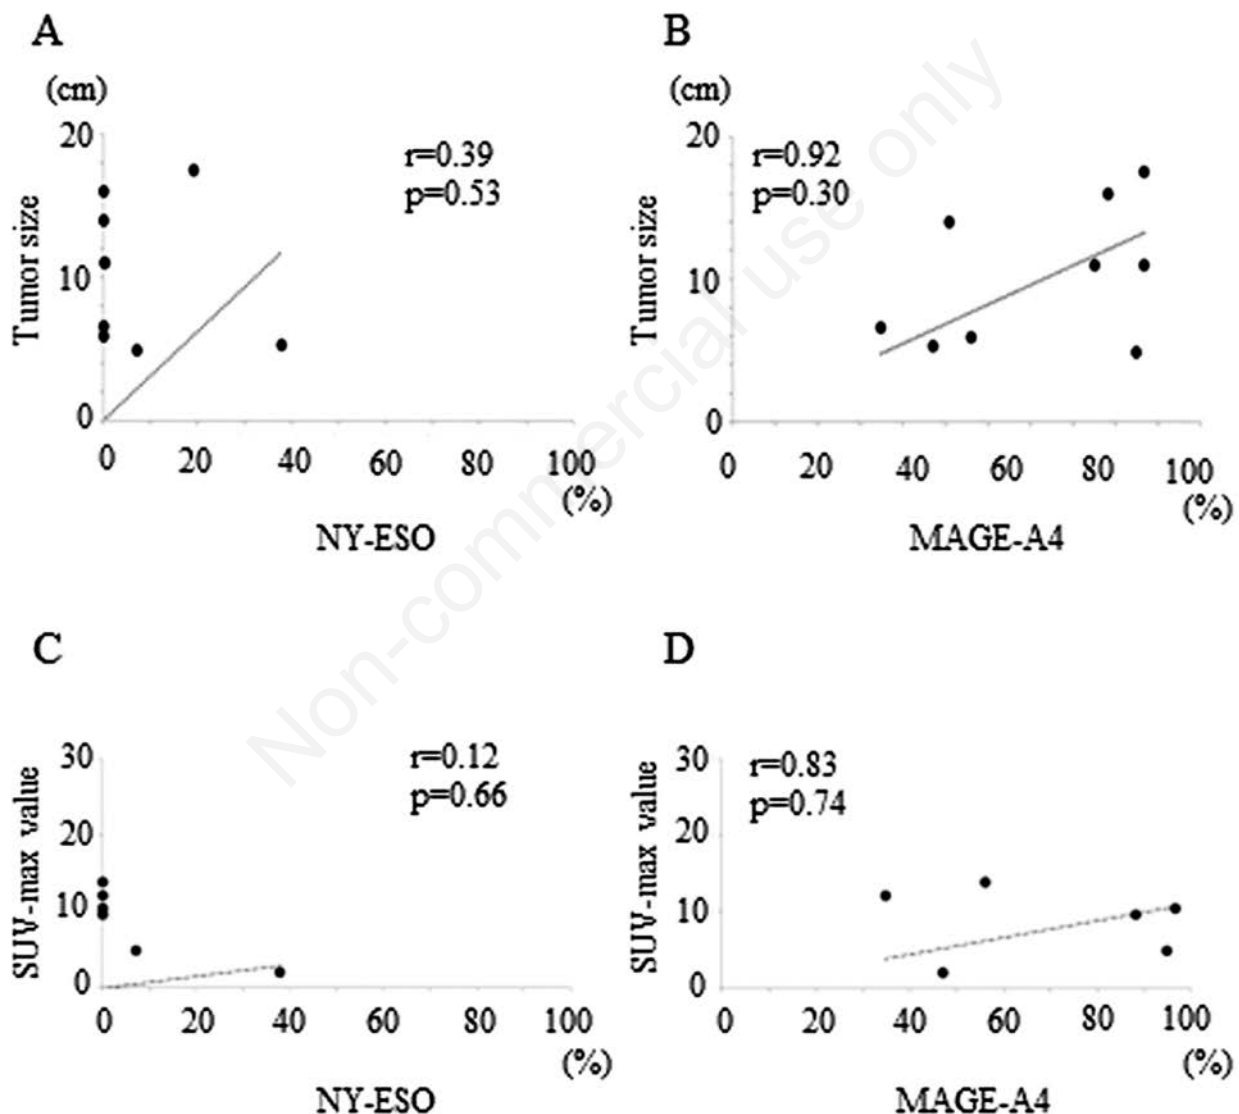 A
(cm)
20
10
0
Tumor size
r=0.39
p=0.53
0 20 40 60 80 100
(%)
NY-ESO
B
(cm)
20
10
0
Tumor size
r=0.92
p=0.30
0 20 40 60 80 100
(%)
MAGE-A4
C
30
20
10
0
SUV-max value
r=0.12
p=0.66
0 20 40 60 80 100
(%)
NY-ESO
D
30
20
10
0
SUV-max value
r=0.83
p=0.74
0 20 40 60 80 100
(%)
MAGE-A4
Non-commercial use only